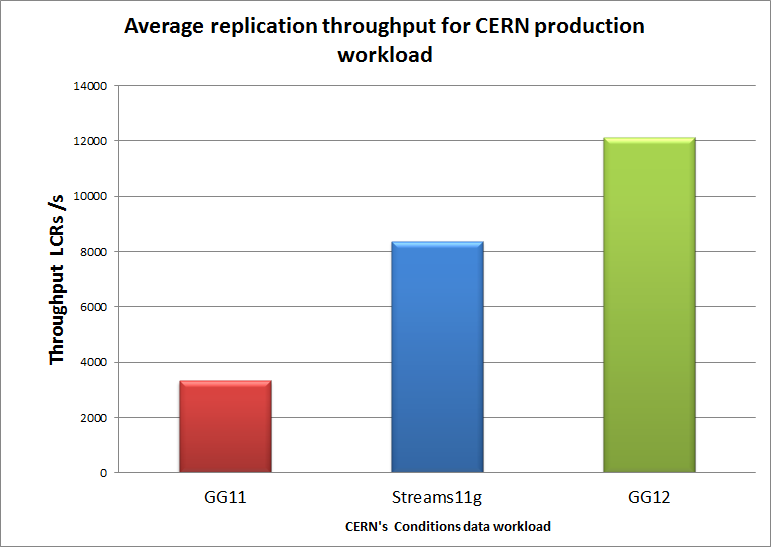 Average replication throughput for CERN production
workload
Throughput LCRs /s
14000
12000
10000
8000
6000
4000
2000
0
GG11 Streams11g GG12
CERN's Conditions data workload